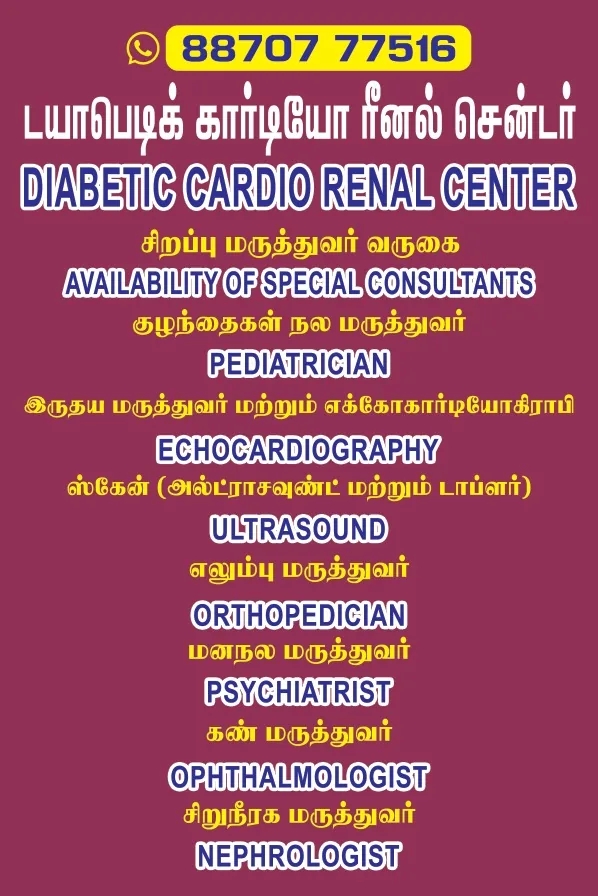 88707 77516
டயாபெடிக் கார்டியோ ரீனல் சென்டர்
DIABETIC CARDIO RENAL CENTER
சிறப்பு மருத்துவர் வருகை
AVAILABILITY OF SPECIAL CONSULTANTS
குழந்தைகள் நல மருத்துவர்
PEDIATRICIAN
இருதய மருத்துவர் மற்றும் எக்கோகார்டியோகிராபி
ECHOCARDIOGRAPHY
ஸ்கேன் (அல்ட்ராசவுண்ட் மற்றும் டாப்ளர்)
ULTRASOUND
எலும்பு மருத்துவர்
ORTHOPEDICIAN
மனநல மருத்துவர்
PSYCHIATRIST
கண் மருத்துவர்
OPHTHALMOLOGIST
சிறுநீரக மருத்துவர்
NEPHROLOGIST